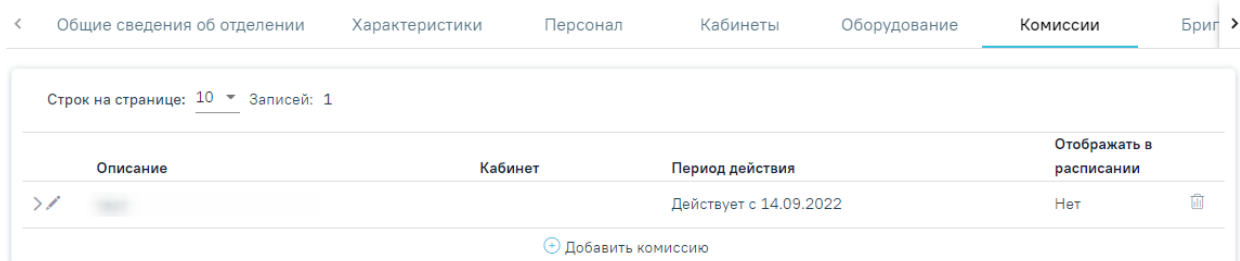 Общие сведения об отделении Характеристики Персонал Кабинеты Оборудование Комиссии Бриг
Строк на странице: 10 Записей: 1
Описание Кабинет Период действия Отображать в расписании
Действует с 14.09.2022 Нет
Добавить комиссию